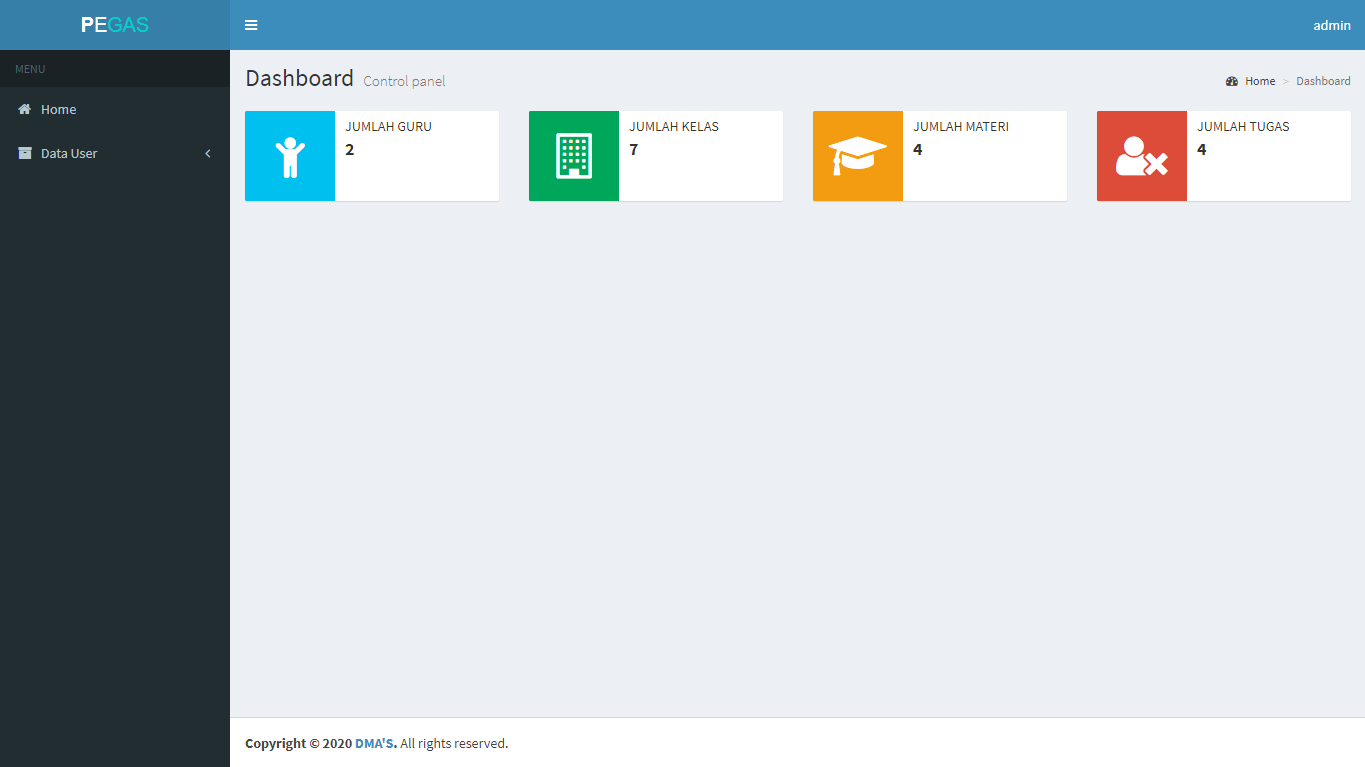 PEGAS
admin
MENU
Home
Data User
Dashboard Control panel
Home > Dashboard
JUMLAH GURU
2
JUMLAH KELAS
7
JUMLAH MATERI
4
JUMLAH TUGAS
4
Copyright © 2020 DMA'S. All rights reserved.